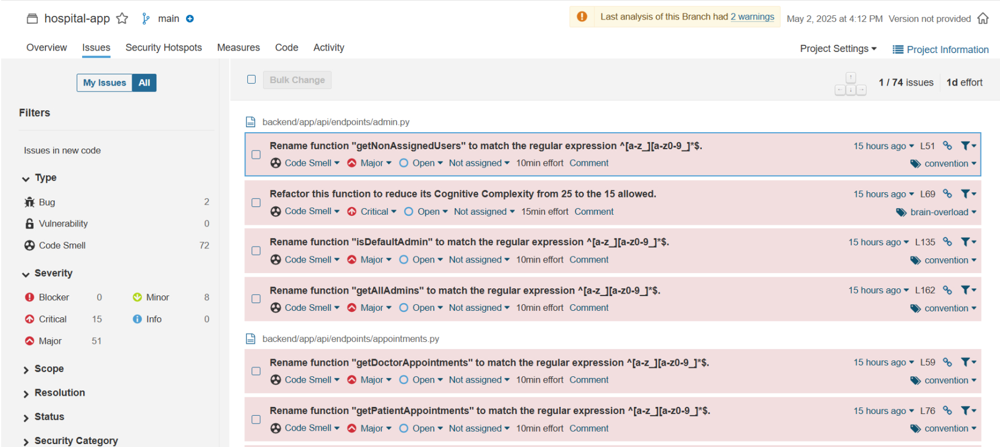 hospital-app main
Last analysis of this Branch had 2 warnings May 2, 2025 at 4:12 PM Version not provided
Overview Issues Security Hotspots Measures Code Activity
Project Settings Project Information
My Issues All
Bulk Change
1 / 74 issues 1d effort
Filters
Issues in new code
Type
Bug 2
Vulnerability 0
Code Smell 72
Severity
Blocker 0 Minor 8
Critical 15 Info 0
Major 51
Scope
Resolution
Status
Security Category
backend/app/api/endpoints/admin.py
Rename function "getNonAssignedUsers" to match the regular expression ^[a-z_][a-z0-9_]*$. 15 hours ago L51
Code Smell Major Open Not assigned 10min effort Comment convention
Refactor this function to reduce its Cognitive Complexity from 25 to the 15 allowed. 15 hours ago L69
Code Smell Critical Open Not assigned 15min effort Comment brain-overload
Rename function "isDefaultAdmin" to match the regular expression ^[a-z_][a-z0-9_]*$. 15 hours ago L135
Code Smell Major Open Not assigned 10min effort Comment convention
Rename function "getAllAdmins" to match the regular expression ^[a-z_][a-z0-9_]*$. 15 hours ago L162
Code Smell Major Open Not assigned 10min effort Comment convention
backend/app/api/endpoints/appointments.py
Rename function "getDoctorAppointments" to match the regular expression ^[a-z_][a-z0-9_]*$. 15 hours ago L59
Code Smell Major Open Not assigned 10min effort Comment convention
Rename function "getPatientAppointments" to match the regular expression ^[a-z_][a-z0-9_]*$. 15 hours ago L76
Code Smell Major Open Not assigned 10min effort Comment convention